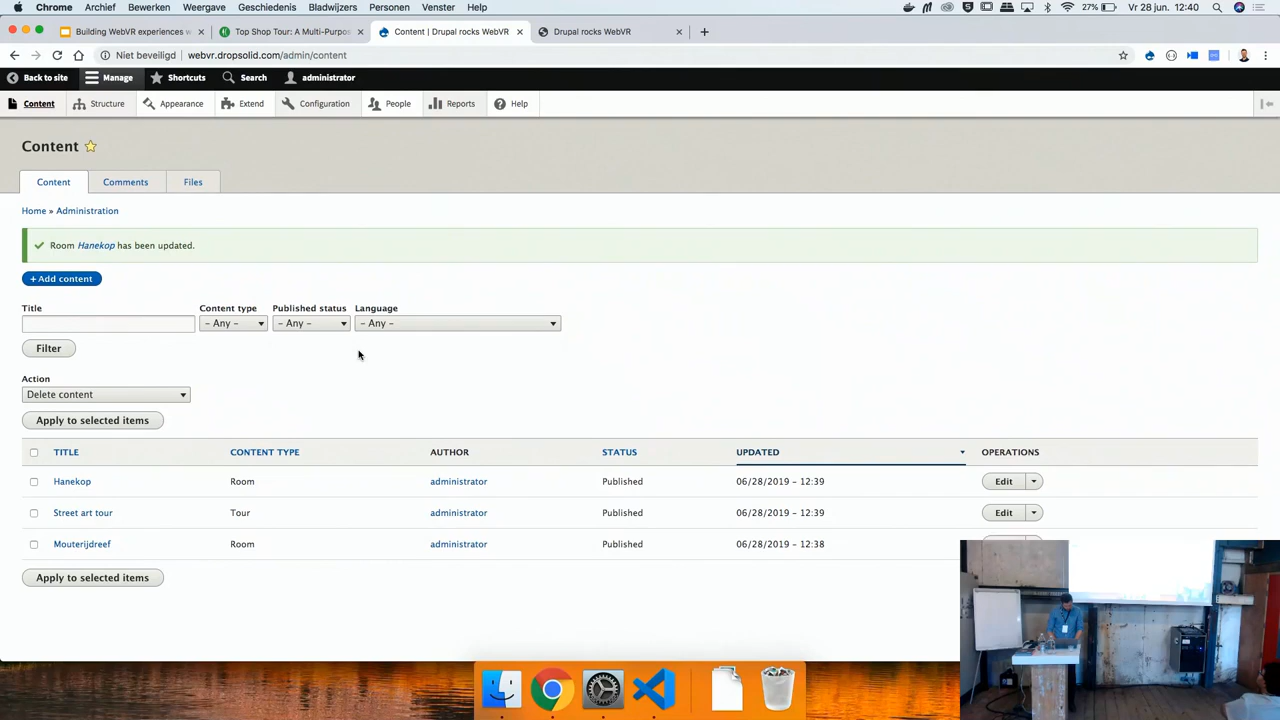 Chrome Archief Bewerken Weergave Geschiedenis Bladwijzers Personen Venster Help 27% Vr 28 jun. 12:40
Building WebVR experiences w Top Shop Tour: A Multi-Purpos Content | Drupal rocks WebVR Drupal rocks WebVR
Niet beveiligd webvr.dropsolid.com/admin/content
Back to site Manage Shortcuts Search administrator
Content Structure Appearance Extend Configuration People Reports Help
Content
Content Comments Files
Home » Administration
Room Hanekop has been updated.
+ Add content
Title Content type Published status Language
- Any - - Any - - Any -
Filter
Action
Delete content
Apply to selected items
TITLE CONTENT TYPE AUTHOR STATUS UPDATED OPERATIONS
Hanekop Room administrator Published 06/28/2019 - 12:39 Edit
Street art tour Tour administrator Published 06/28/2019 - 12:39 Edit
Mouterijdreef Room administrator Published 06/28/2019 - 12:38
Apply to selected items